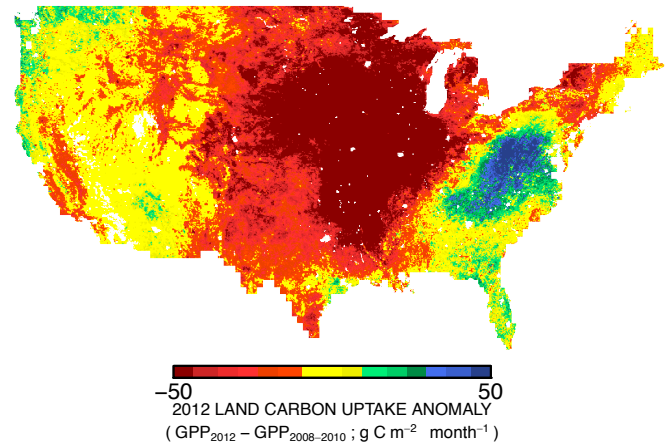 −50 50
2012 LAND CARBON UPTAKE ANOMALY
( GPP2012 − GPP2008–2010 ; g C m−2 month−1 )